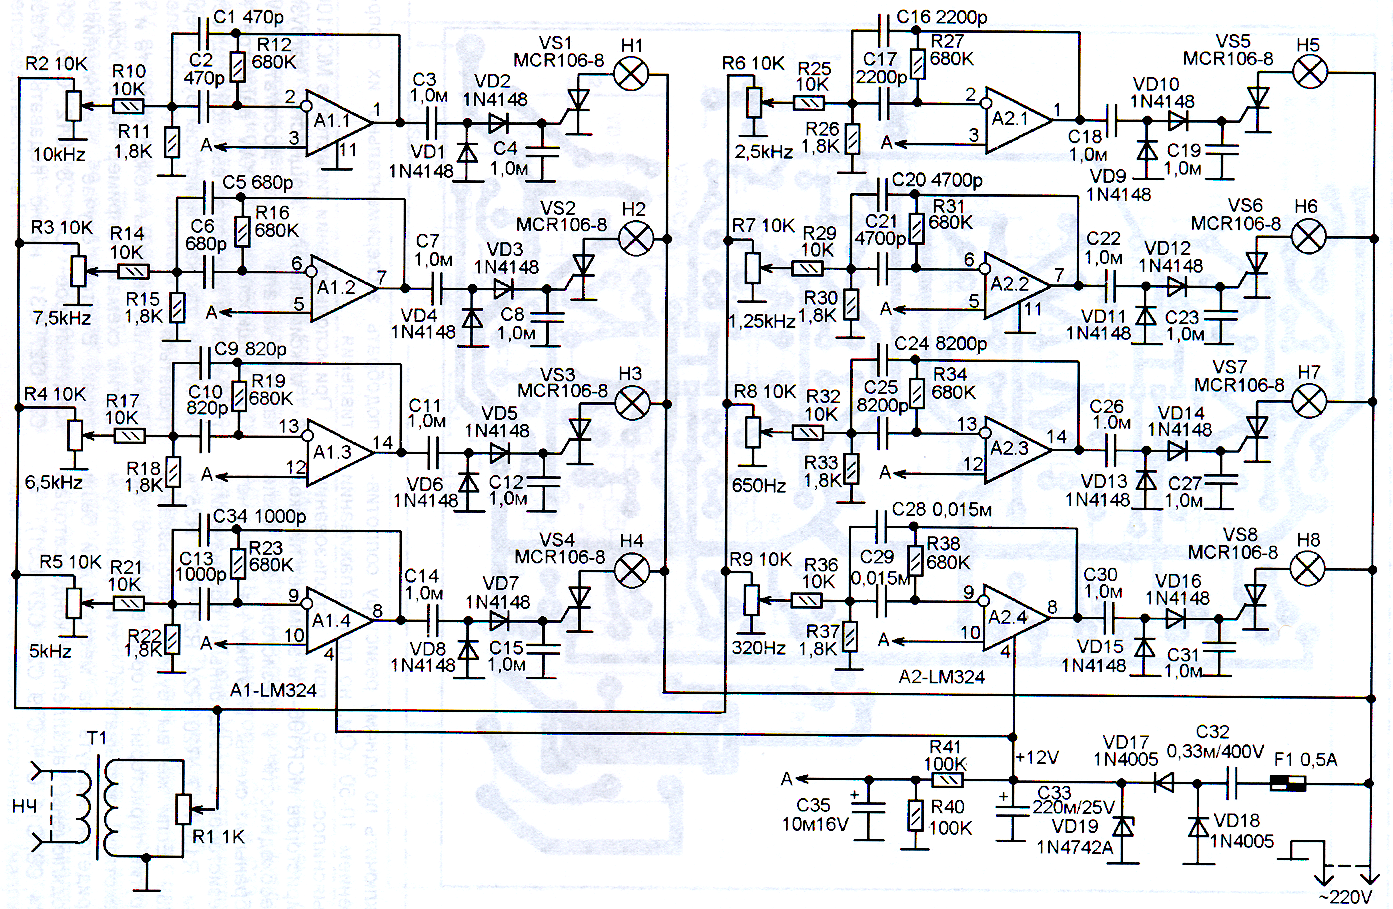 C1 470p
R2 10K
R10
10K
C2
470p
R12
680K
R11
1,8K
10kHz
A
2
3
A1.1
1
11
C3
1,0м
VD1
1N4148
VD2
1N4148
C4
1,0м
VS1
MCR106-8
H1
C5 680p
R3 10K
R14
10K
C6
680p
R16
680K
R15
1,8K
7,5kHz
A
6
5
A1.2
7
C7
1,0м
VD4
1N4148
VD3
1N4148
C8
1,0м
VS2
MCR106-8
H2
C9 820p
R4 10K
R17
10K
C10
820p
R19
680K
R18
1,8K
6,5kHz
A
13
12
A1.3
14
C11
1,0м
VD6
1N4148
VD5
1N4148
C12
1,0м
VS3
MCR106-8
H3
C34 1000p
R5 10K
R21
10K
C13
1000p
R23
680K
R22
1,8K
5kHz
A
9
10
A1.4
8
4
C14
1,0м
VD8
1N4148
VD7
1N4148
C15
1,0м
VS4
MCR106-8
H4
A1-LM324
C16 2200p
R6 10K
R25
10K
C17
2200p
R27
680K
R26
1,8K
2,5kHz
A
2
3
A2.1
1
C18
1,0м
VD9
1N4148
VD10
1N4148
C19
1,0м
VS5
MCR106-8
H5
C20 4700p
R7 10K
R29
10K
C21
4700p
R31
680K
R30
1,8K
1,25kHz
A
6
5
A2.2
7
11
C22
1,0м
VD11
1N4148
VD12
1N4148
C23
1,0м
VS6
MCR106-8
H6
C24 8200p
R8 10K
R32
10K
C25
8200p
R34
680K
R33
1,8K
650Hz
A
13
12
A2.3
14
C26
1.0м
VD13
1N4148
VD14
1N4148
C27
1,0м
VS7
MCR106-8
H7
C28 0,015м
R9 10K
R36
10K
C29
0,015м
R38
680K
R37
1,8K
320Hz
A
9
10
A2.4
8
4
C30
1,0м
VD15
1N4148
VD16
1N4148
C31
1,0м
VS8
MCR106-8
H8
A2-LM324
T1
НЧ
R1 1K
A
+
C35
10м16V
R41
100K
R40
100K
+12V
+
C33
220м/25V
VD19
1N4742A
VD17
1N4005
VD18
1N4005
C32
0,33м/400V
F1 0,5A
~220V